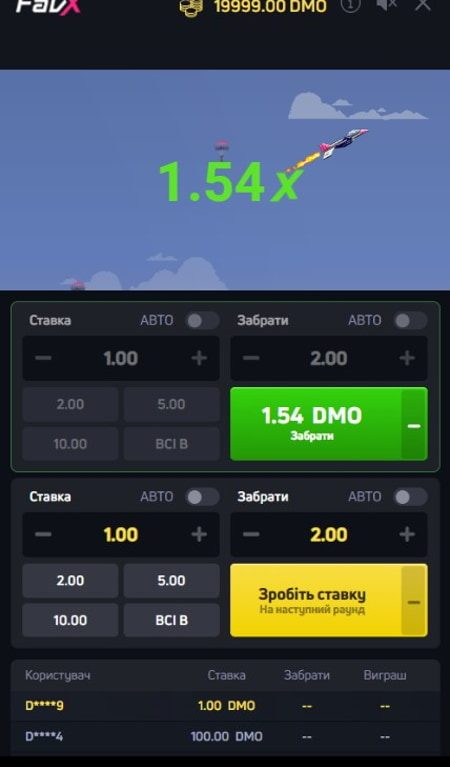 FavX 19999.00 DMO
1.54x
Ставка АВТО Забрати АВТО
— 1.00 + — 2.00 +
2.00 5.00
10.00 ВСІ В
1.54 DMO
Забрати
—
Ставка АВТО Забрати АВТО
— 1.00 + — 2.00 +
2.00 5.00
10.00 ВСІ В
Зробіть ставку
На наступний раунд
—
Користувач Ставка Забрати Виграш
D****9 1.00 DMO -- --
D****4 100.00 DMO -- --